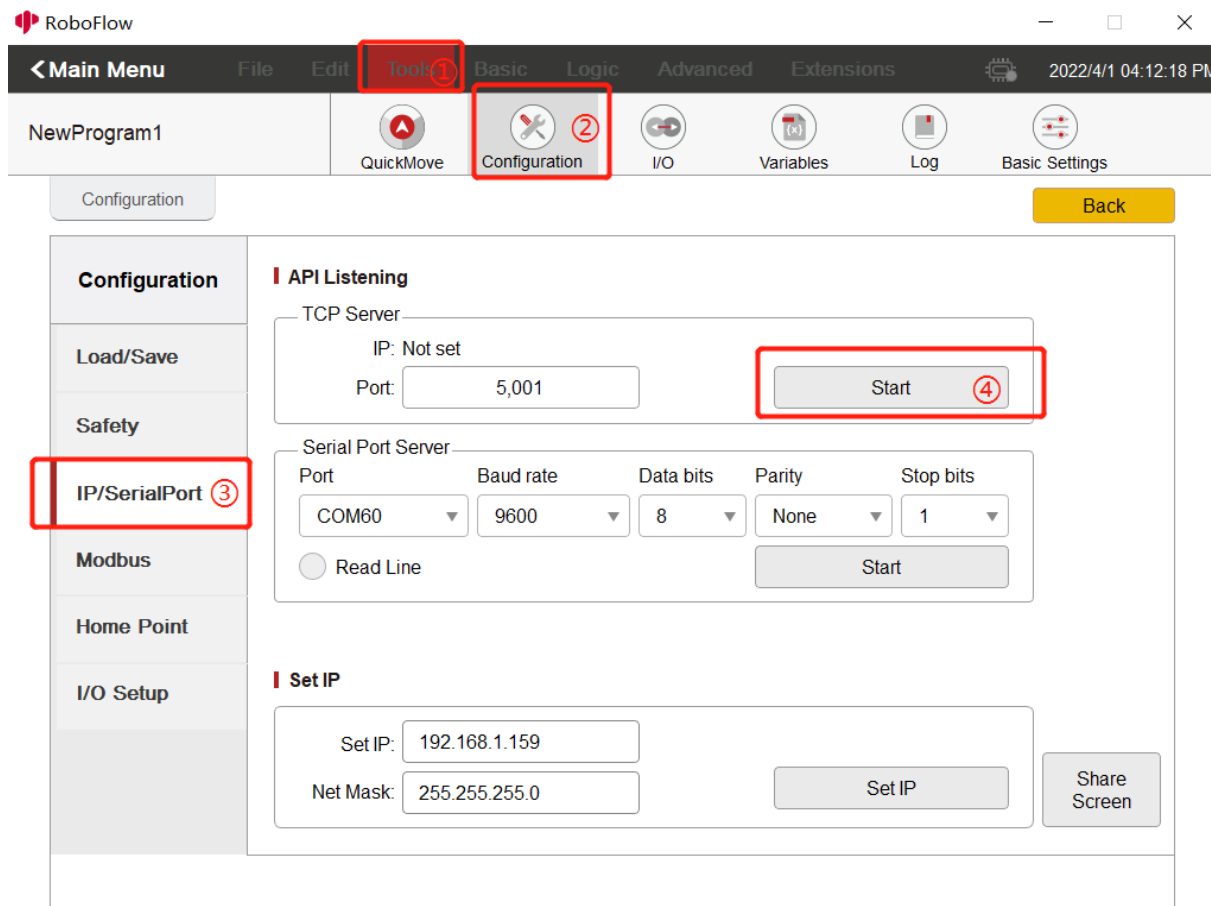 RoboFlow
Main Menu File Edit Tools ① Basic Logic Advanced Extensions 2022/4/1 04:12:18 PM
NewProgram1
②
QuickMove Configuration I/O Variables Log Basic Settings
Configuration Back
Configuration
Load/Save
Safety
IP/SerialPort ③
Modbus
Home Point
I/O Setup
API Listening
TCP Server
IP: Not set
Port: 5,001 Start ④
Serial Port Server
Port Baud rate Data bits Parity Stop bits
COM60 9600 8 None 1
Read Line Start
Set IP
Set IP: 192.168.1.159
Net Mask: 255.255.255.0 Set IP
Share
Screen